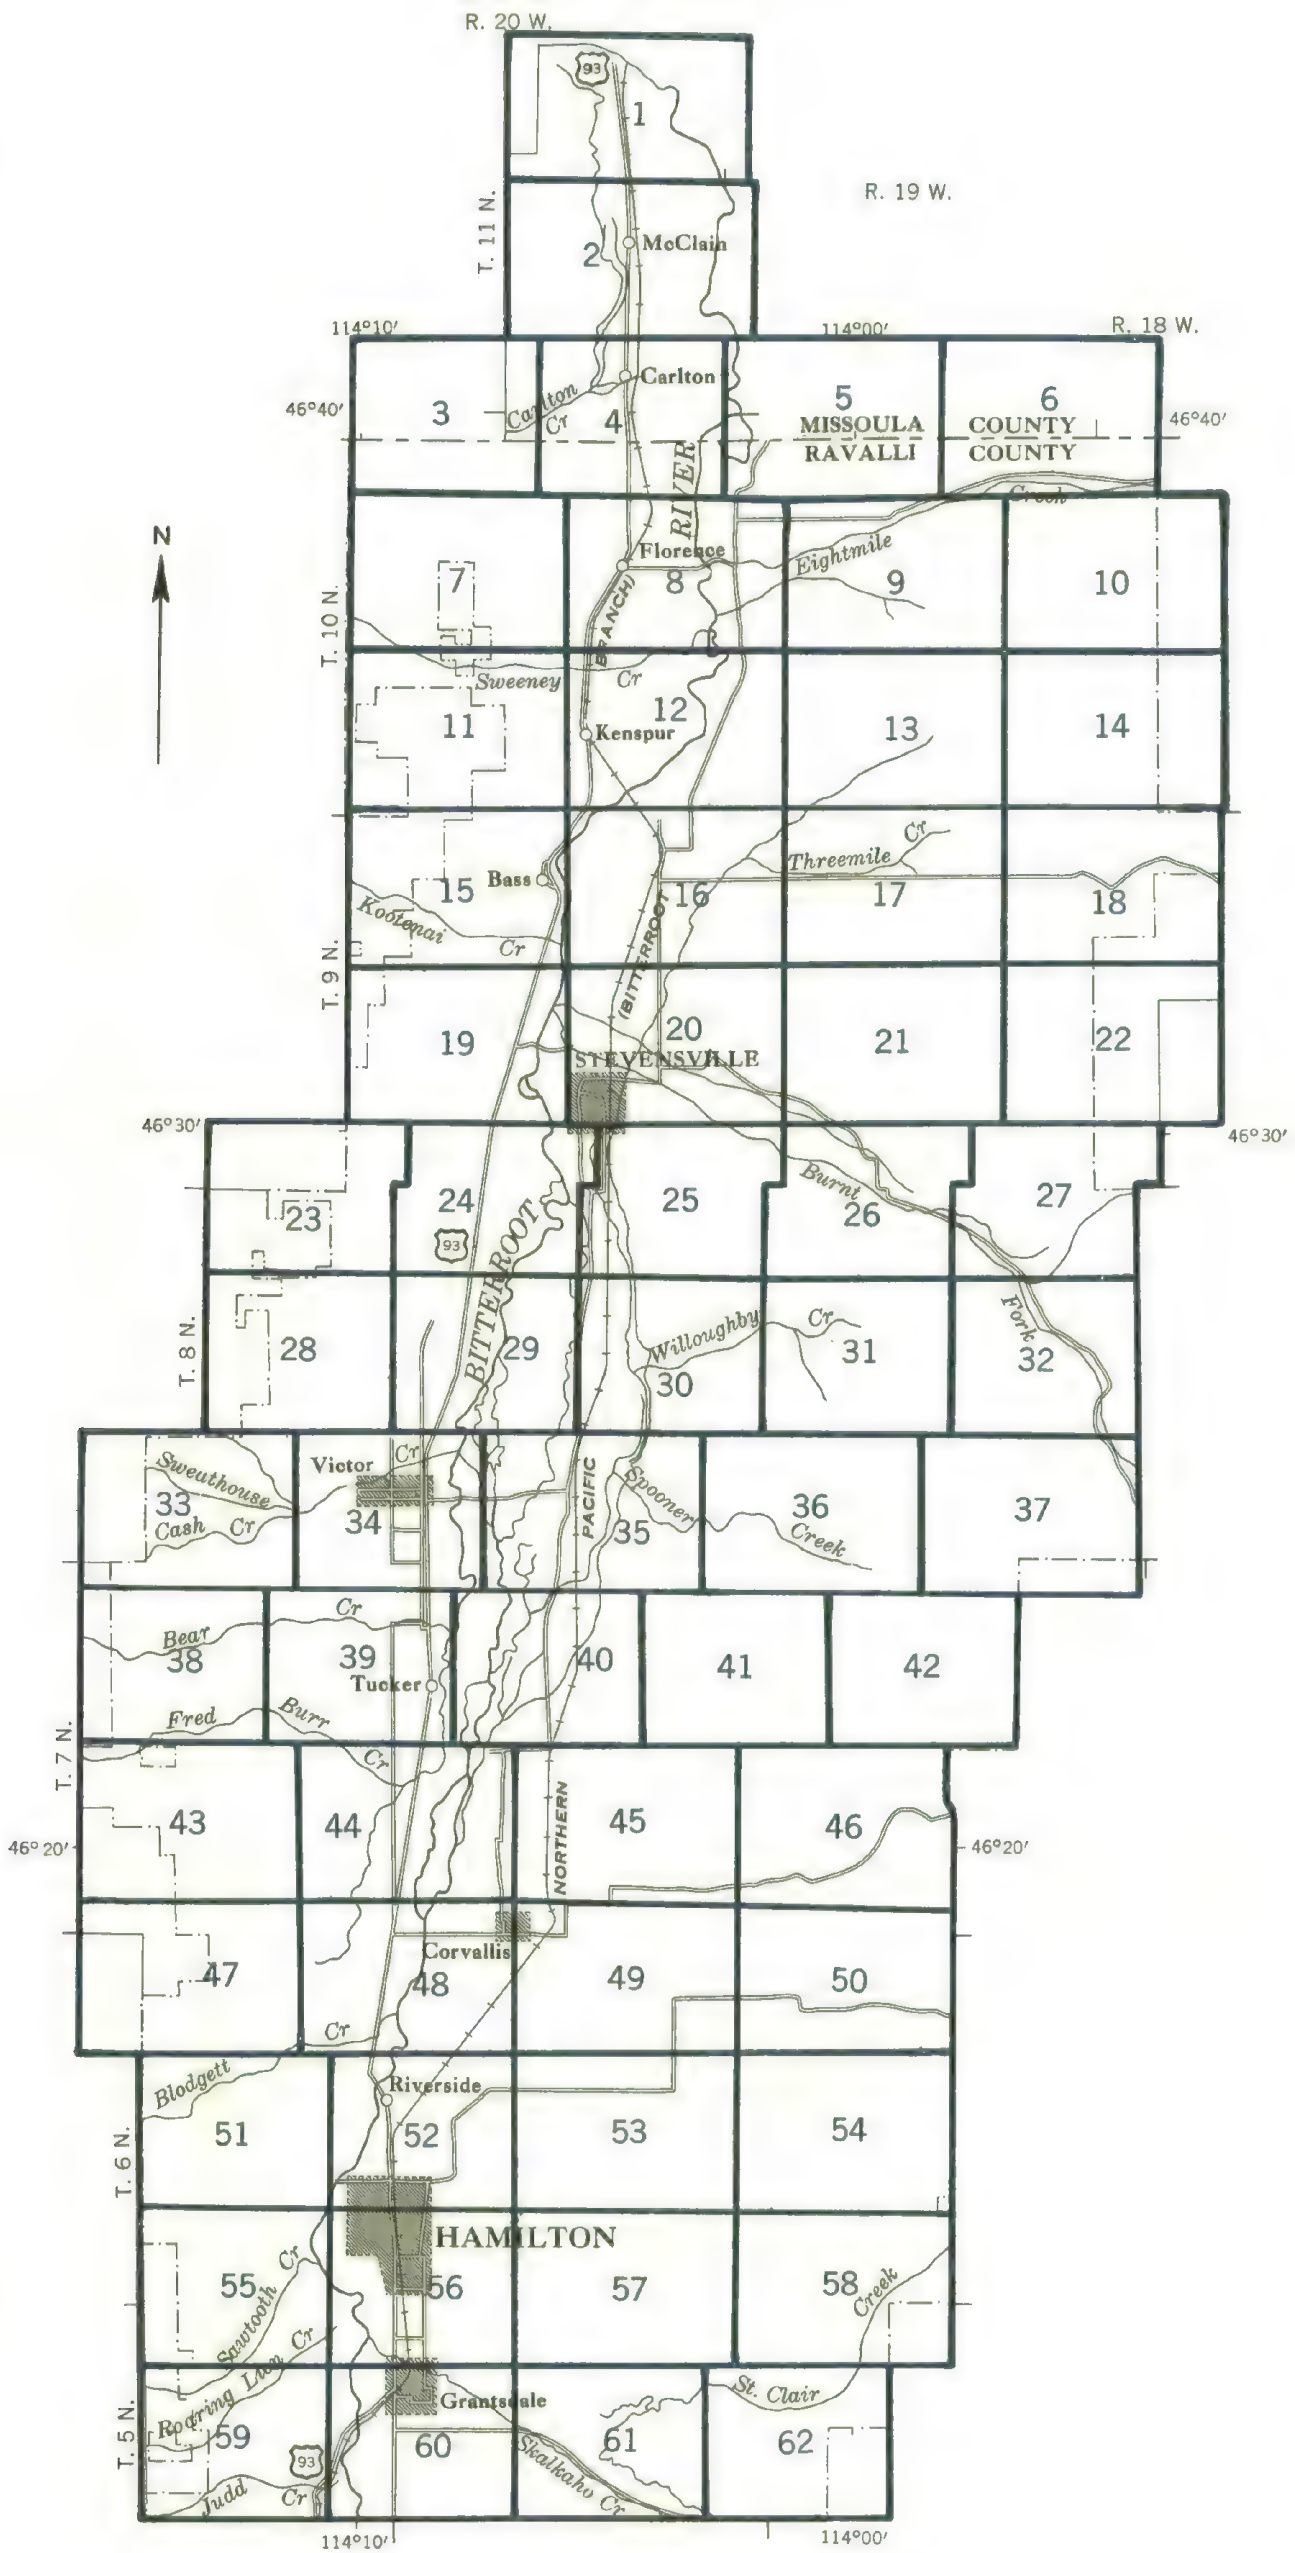 R. 20 W.
93
1
R. 19 W.
T. 11 N.
2
McClain
114°10'
114°00'
R. 18 W.
46°40'
3
Carlton
Cr
4
Carlton
5
6
46°40'
MISSOULA COUNTY
RAVALLI COUNTY
RIVER
Creek
N
Florence
7
8
Eightmile
9
10
T. 10 N.
(BRANCH)
Sweeney Cr
11
12
Kenspur
13
14
Bass
15
16
Threemile Cr
17
18
Kootenai Cr
T. 9 N.
(BITTERROOT
19
20
STEVENSVILLE
21
22
46°30'
46°30'
23
24
93
25
Burnt
26
27
BITTERROOT
T. 8 N.
28
29
Willoughby Cr
30
31
Fork
32
Victor
Cr
Sweathouse
33
Cash Cr
34
PACIFIC
Spooner
35
36
Creek
37
Bear
Cr
38
39
Tucker
40
41
42
Fred
Burr
Cr
T. 7 N.
43
44
45
46
NORTHERN
46°20'
46°20'
Corvallis
47
48
49
50
Cr
Blodgett
Riverside
51
52
53
54
T. 6 N.
HAMILTON
55
56
57
58
Sawtooth Cr
Creek
Roaring Lion Cr
St. Clair
Grantsdale
T. 5 N.
59
93
60
61
62
Skalkaho Cr
Judd Cr
114°10'
114°00'